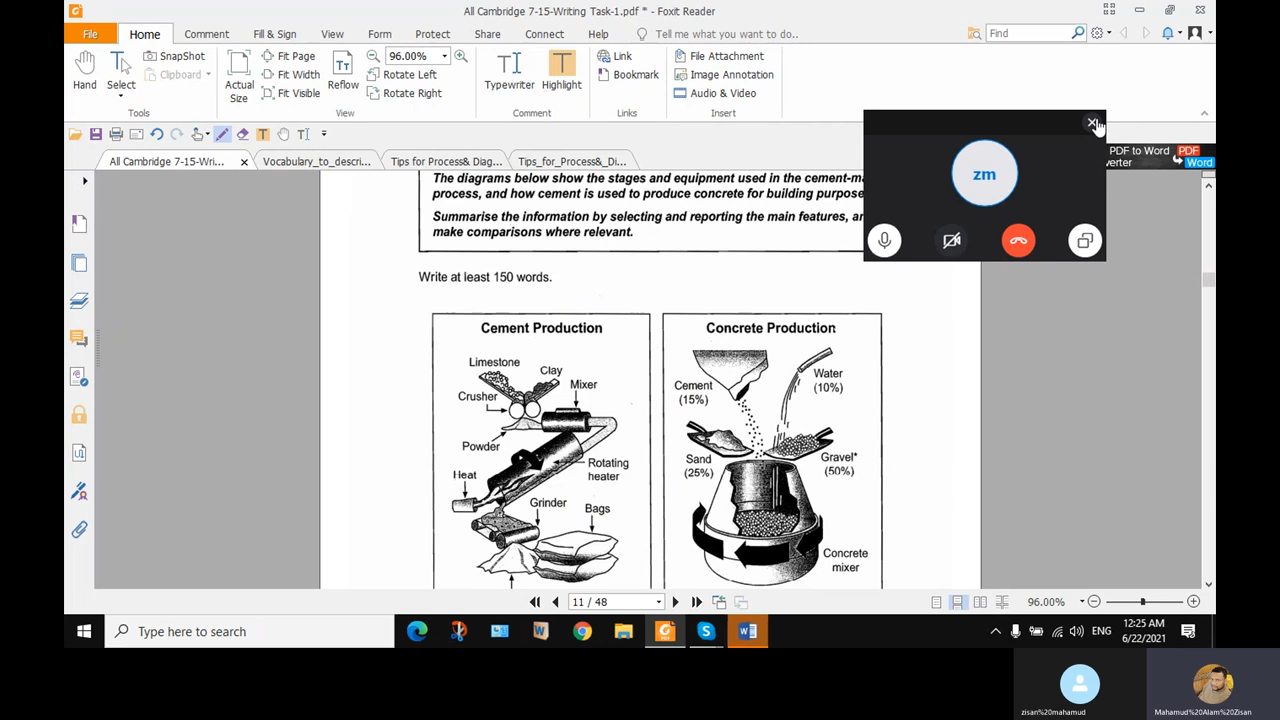 All Cambridge 7-15-Writing Task-1.pdf * - Foxit Reader
File
Home
Comment
Fill & Sign
View
Form
Protect
Share
Connect
Help
Tell me what you want to do..
Find
Hand
Select
SnapShot
Clipboard
Actual
Size
Fit Page
Fit Width
Fit Visible
Reflow
96.00%
Rotate Left
Rotate Right
Typewriter
Highlight
Link
Bookmark
File Attachment
Image Annotation
Audio & Video
Tools
View
Comment
Links
Insert
All Cambridge 7-15-Wri...
Vocabulary_to_descri...
Tips for Process& Diag...
Tips_for_Process&_Di...
PDF to Word
verter
PDF
Word
zm
The diagrams below show the stages and equipment used in the cement-ma
process, and how cement is used to produce concrete for building purpose
Summarise the information by selecting and reporting the main features, an
make comparisons where relevant.
Write at least 150 words.
Cement Production
Limestone
Clay
Mixer
Crusher
Powder
Rotating
heater
Heat
Grinder
Bags
Concrete Production
Cement
(15%)
Water
(10%)
Sand
(25%)
Gravel*
(50%)
Concrete
mixer
11 / 48
96.00%
Type here to search
ENG
12:25 AM
6/22/2021
zisan%20mahamud
Mahamud%20Alam%20Zisan